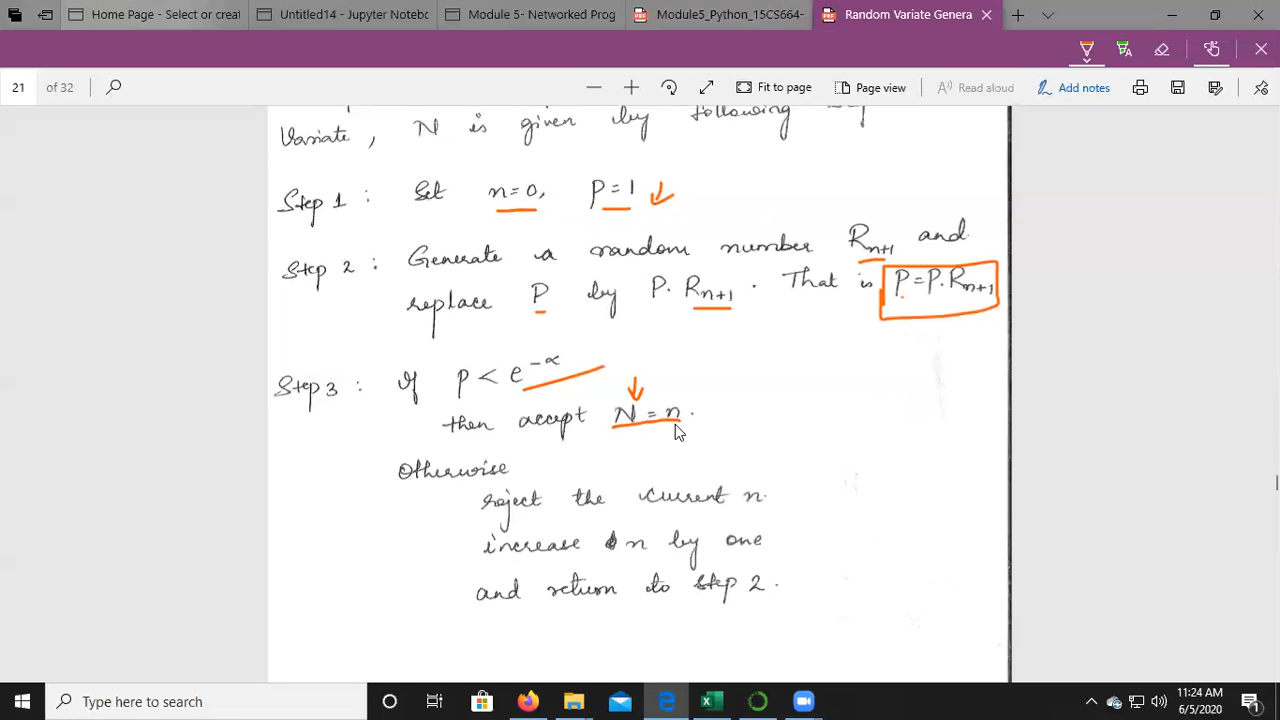 Home Page - Select or creat
Untitled14 - Jupyter Notebo
Module 5- Networked Prog
Module5_Python_15CS664-
Random Variate Genera
21 of 32
Fit to page
Page view
Read aloud
Add notes
Variate, N is given by following
Step 1: Set n=0, P=1
Step 2: Generate a random number Rn+1 and
replace P by P. Rn+1. That is P=P.Rn+1
Step 3: If P < e^-α
then accept N = n.
Otherwise
reject the current n.
increase n by one
and return to step 2.
Type here to search
11:24 AM
6/5/2020
1